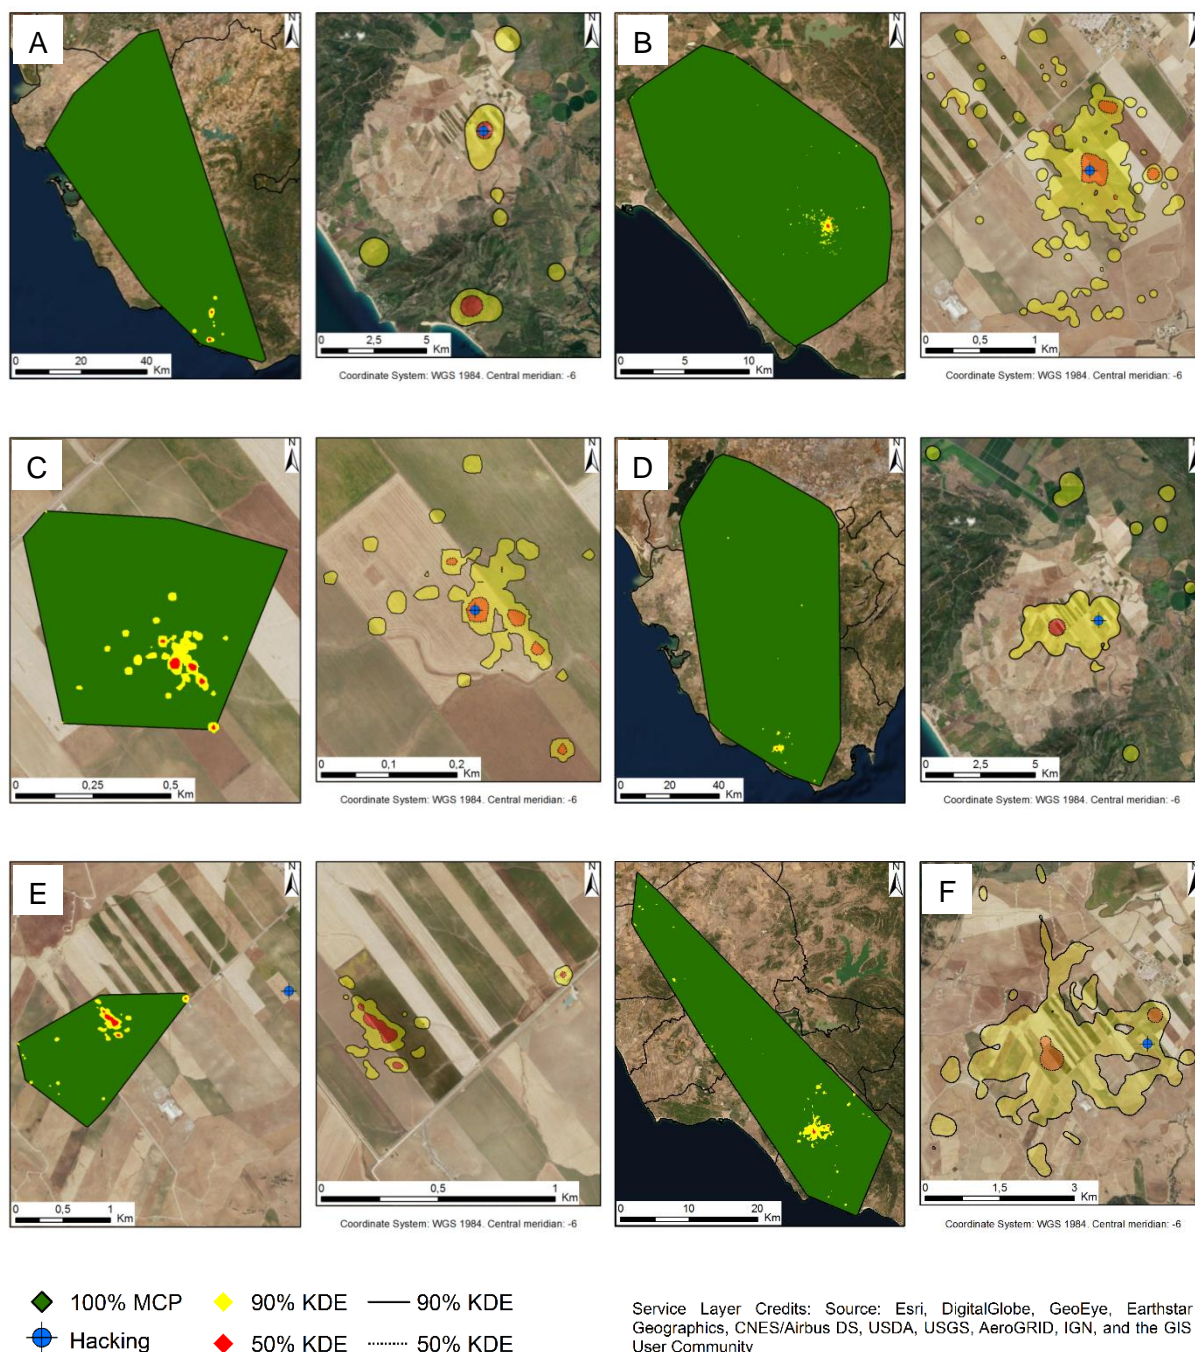 A
N
0 20 40
Km
N
0 2,5 5
Km
Coordinate System: WGS 1984. Central meridian: -6
B
N
0 5 10
Km
N
0 0,5 1
Km
Coordinate System: WGS 1984. Central meridian: -6
C
N
0 0,25 0,5
Km
N
0 0,1 0,2
Km
Coordinate System: WGS 1984. Central meridian: -6
D
N
0 20 40
Km
N
0 2,5 5
Km
Coordinate System: WGS 1984. Central meridian: -6
E
N
0 0,5 1
Km
N
0 0,5 1
Km
Coordinate System: WGS 1984. Central meridian: -6
N
0 10 20
Km
F
N
0 1,5 3
Km
Coordinate System: WGS 1984. Central meridian: -6
100% MCP 90% KDE 90% KDE
Hacking 50% KDE 50% KDE
Service Layer Credits: Source: Esri, DigitalGlobe, GeoEye, Earthstar
Geographics, CNES/Airbus DS, USDA, USGS, AeroGRID, IGN, and the GIS
User Community